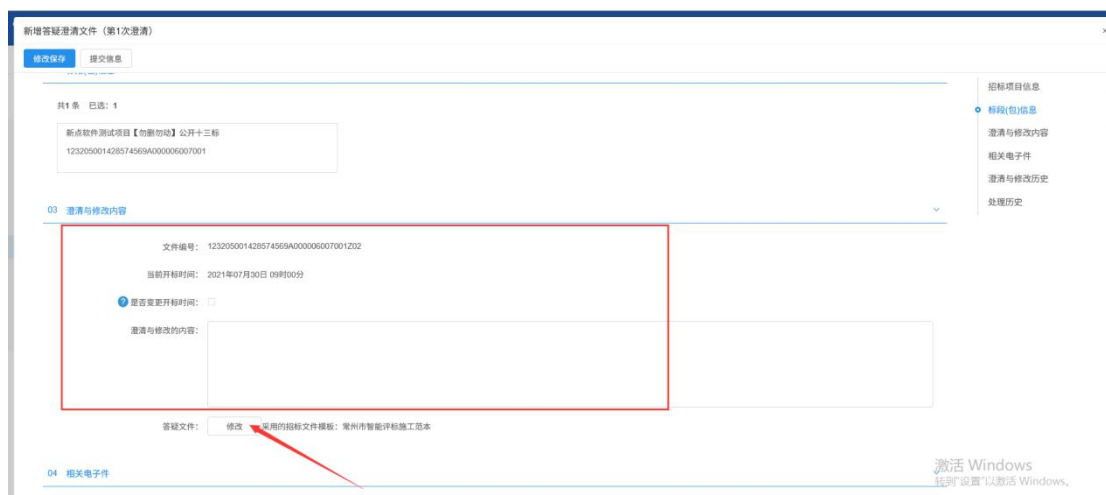 新增答疑澄清文件（第1次澄清）
修改保存 提交信息
共1 条 已选：1
新点软件测试项目【勿删勿动】公开十三标
123205001428574569A000006007001
招标项目信息
标段(包)信息
澄清与修改内容
相关电子件
澄清与修改历史
处理历史
03 澄清与修改内容
文件编号： 123205001428574569A000006007001Z02
当前开标时间： 2021年07月30日 09时00分
? 是否变更开标时间：
澄清与修改的内容：
答疑文件： 修改 采用的招标文件模板：常州市智能评标施工范本
04 相关电子件
激活 Windows
转到"设置"以激活 Windows。